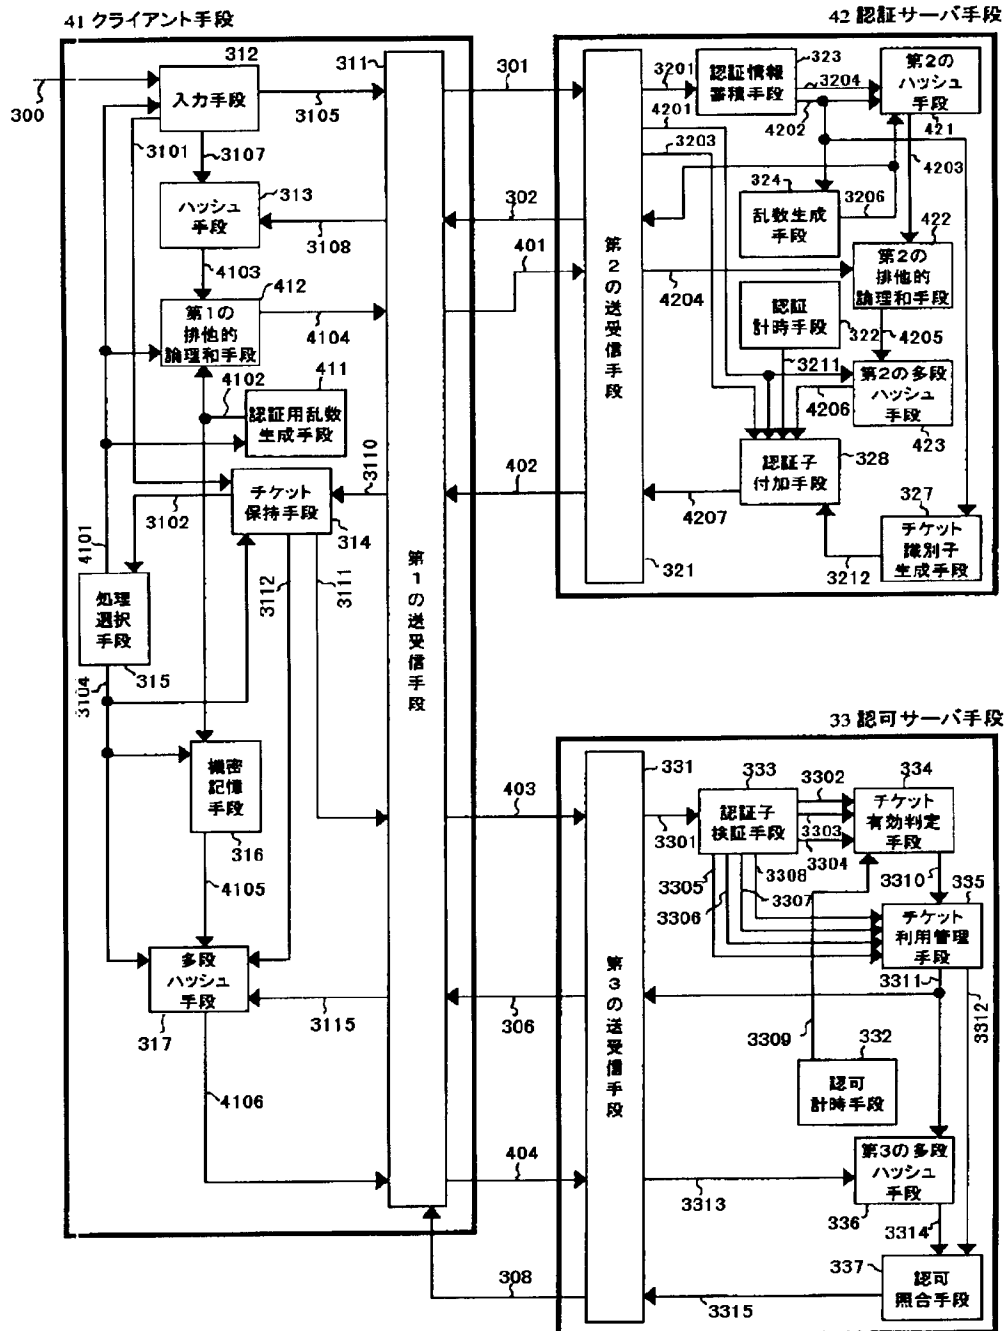 41 クライアント手段
42 認証サーバ手段
300
312
入力手段
3105
3101
3107
313
ハッシュ
手段
3108
4103
412
第1の
排他的
論理和手段
4104
4102
411
認証用乱数
生成手段
3110
チケット
保持手段
314
3102
4101
3112
3111
処理
選択
手段
315
3104
機密
記憶
手段
316
4105
多段
ハッシュ
手段
317
3115
4106
311
第1の送受信手段
301
302
401
402
403
306
404
308
第2の送受信手段
321
3201
4201
3203
323
認証情報
蓄積手段
3204
4202
第2の
ハッシュ
手段
421
4203
324
乱数生成
手段
3206
422
第2の
排他的
論理和手段
4204
認証
計時手段
322
4205
3211
第2の多段
ハッシュ
手段
423
4206
認証子
付加手段
328
4207
327
チケット
識別子
生成手段
3212
33 認可サーバ手段
331
第3の送受信手段
3301
333
認証子
検証手段
3302
3303
3304
334
チケット
有効判定
手段
3305
3306
3308
3307
3310
335
チケット
利用管理
手段
3311
3312
3309
332
認可
計時手段
第3の多段
ハッシュ
手段
336
3313
3314
337
認可
照合手段
3315